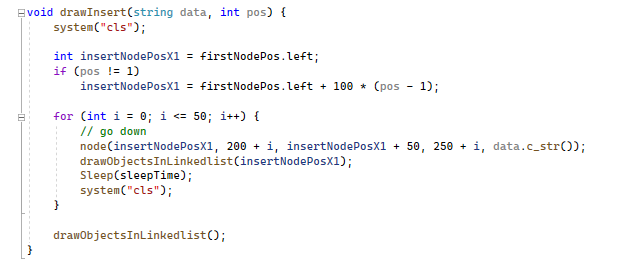 void drawInsert(string data, int pos) {
    system("cls");
    int insertNodePosX1 = firstNodePos.left;
    if (pos != 1)
        insertNodePosX1 = firstNodePos.left + 100 * (pos - 1);
    for (int i = 0; i <= 50; i++) {
        // go down
        node(insertNodePosX1, 200 + i, insertNodePosX1 + 50, 250 + i, data.c_str());
        drawObjectsInLinkedlist(insertNodePosX1);
        Sleep(sleepTime);
        system("cls");
    }
    drawObjectsInLinkedlist();
}